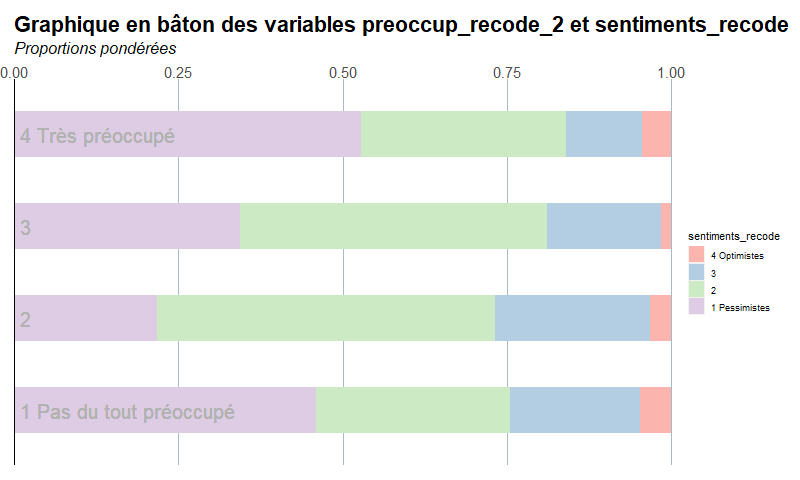 Graphique en bâton des variables preoccup_recode_2 et sentiments_recode
Proportions pondérées
0.00 0.25 0.50 0.75 1.00
4 Très préoccupé
3
2
1 Pas du tout préoccupé
sentiments_recode
4 Optimistes
3
2
1 Pessimistes